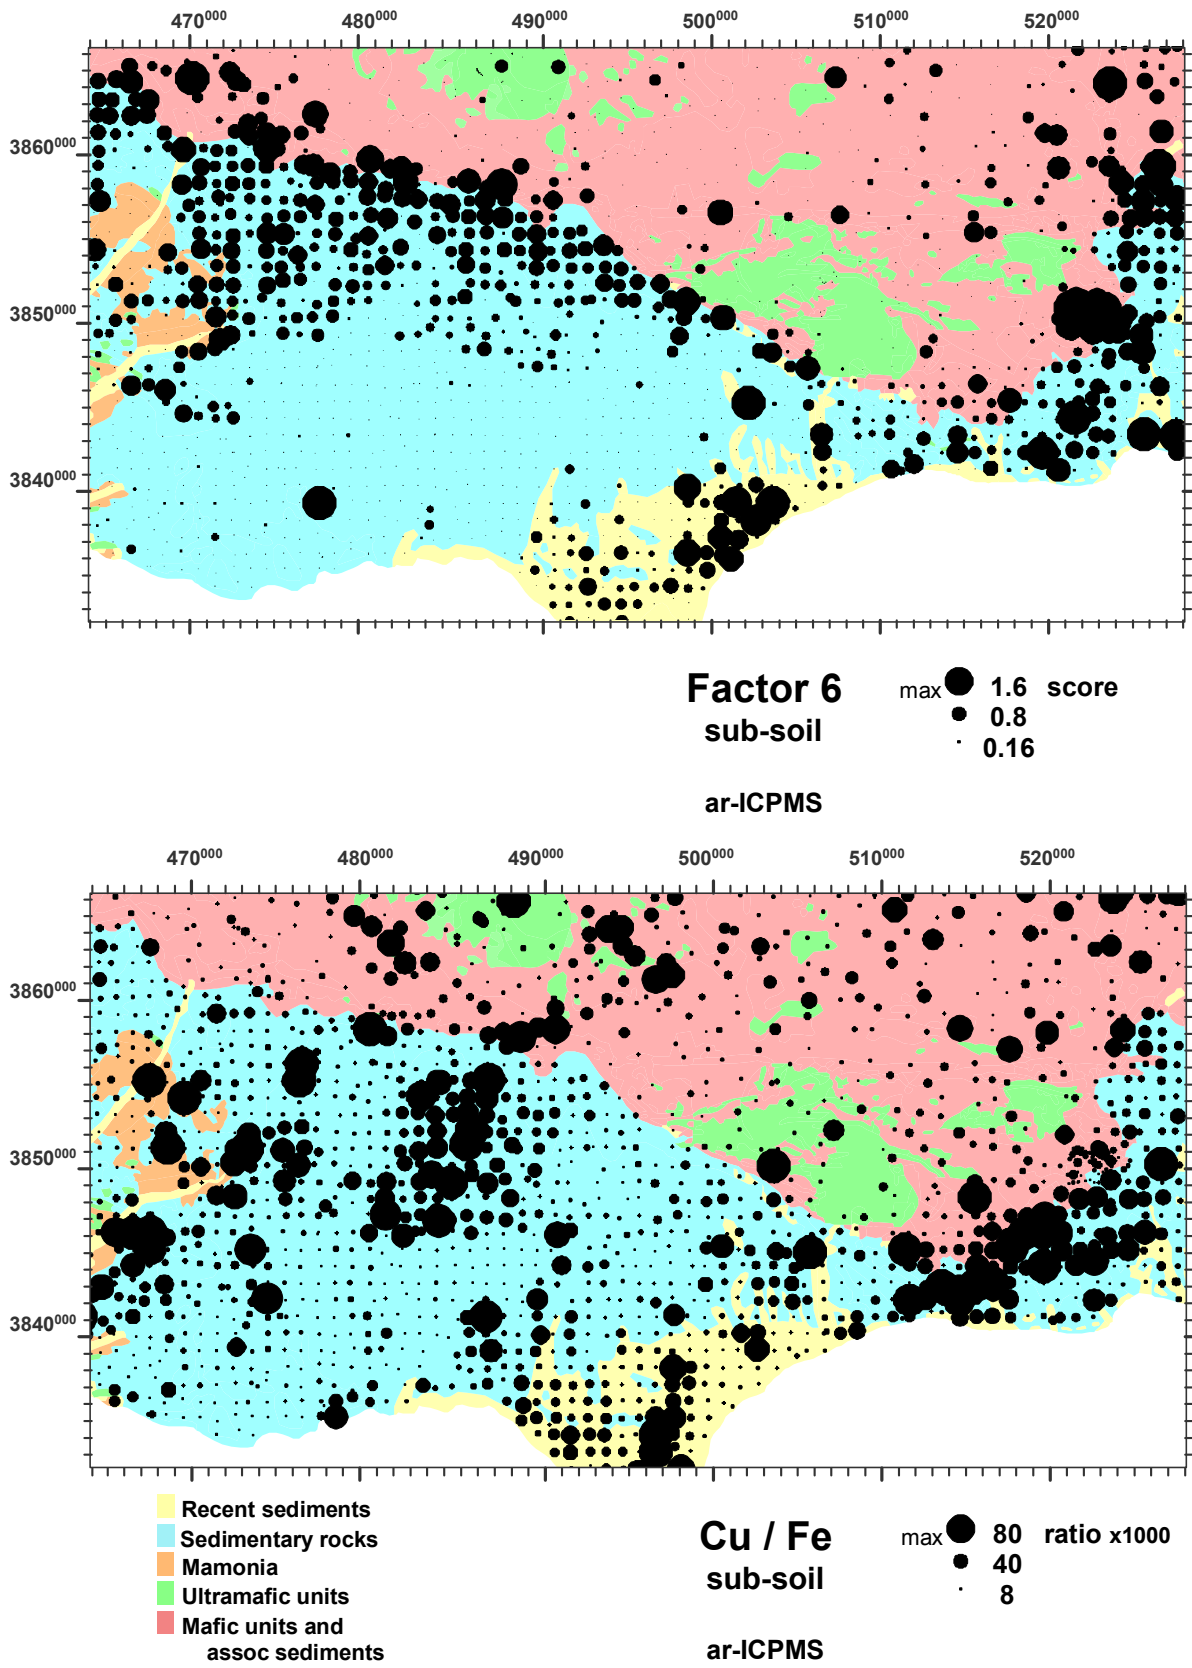 470000 480000 490000 500000 510000 520000
3860000
3850000
3840000
Factor 6
sub-soil
ar-ICPMS
max 1.6 score
0.8
0.16
470000 480000 490000 500000 510000 520000
3860000
3850000
3840000
Recent sediments
Sedimentary rocks
Mamonia
Ultramafic units
Mafic units and
assoc sediments
Cu / Fe
sub-soil
ar-ICPMS
max 80 ratio x1000
40
8